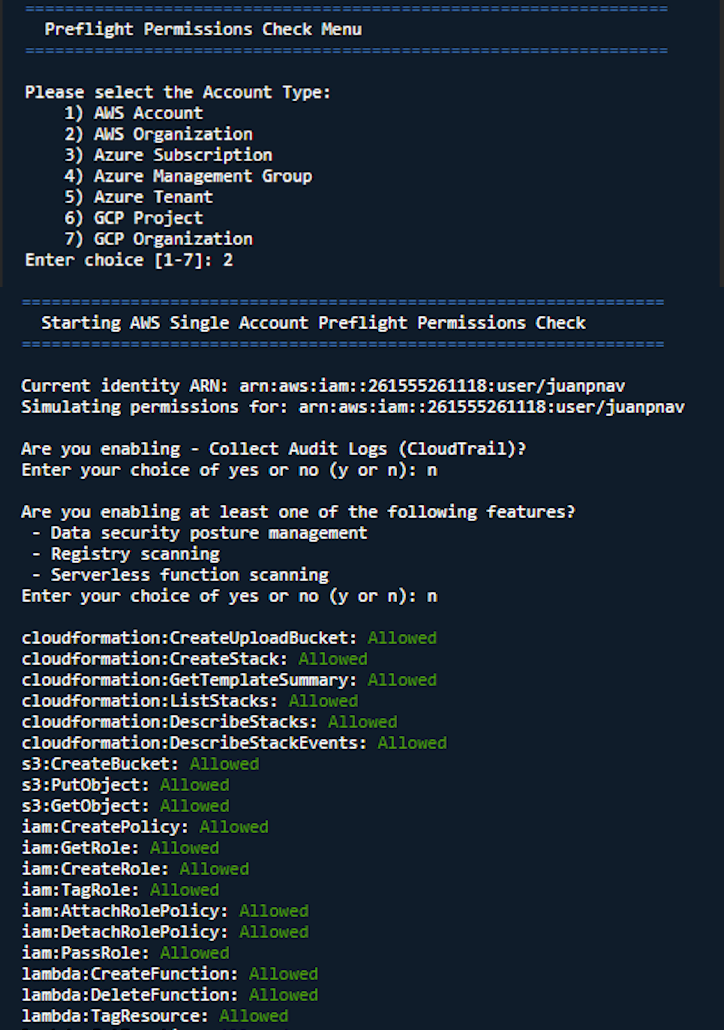 =================================================================
Preflight Permissions Check Menu
=================================================================
Please select the Account Type:
1) AWS Account
2) AWS Organization
3) Azure Subscription
4) Azure Management Group
5) Azure Tenant
6) GCP Project
7) GCP Organization
Enter choice [1-7]: 2
=================================================================
Starting AWS Single Account Preflight Permissions Check
=================================================================
Current identity ARN: arn:aws:iam::261555261118:user/juanpnav
Simulating permissions for: arn:aws:iam::261555261118:user/juanpnav
Are you enabling - Collect Audit Logs (CloudTrail)?
Enter your choice of yes or no (y or n): n
Are you enabling at least one of the following features?
- Data security posture management
- Registry scanning
- Serverless function scanning
Enter your choice of yes or no (y or n): n
cloudformation:CreateUploadBucket: Allowed
cloudformation:CreateStack: Allowed
cloudformation:GetTemplateSummary: Allowed
cloudformation:ListStacks: Allowed
cloudformation:DescribeStacks: Allowed
cloudformation:DescribeStackEvents: Allowed
s3:CreateBucket: Allowed
s3:PutObject: Allowed
s3:GetObject: Allowed
iam:CreatePolicy: Allowed
iam:GetRole: Allowed
iam:CreateRole: Allowed
iam:TagRole: Allowed
iam:AttachRolePolicy: Allowed
iam:DetachRolePolicy: Allowed
iam:PassRole: Allowed
lambda:CreateFunction: Allowed
lambda:DeleteFunction: Allowed
lambda:TagResource: Allowed